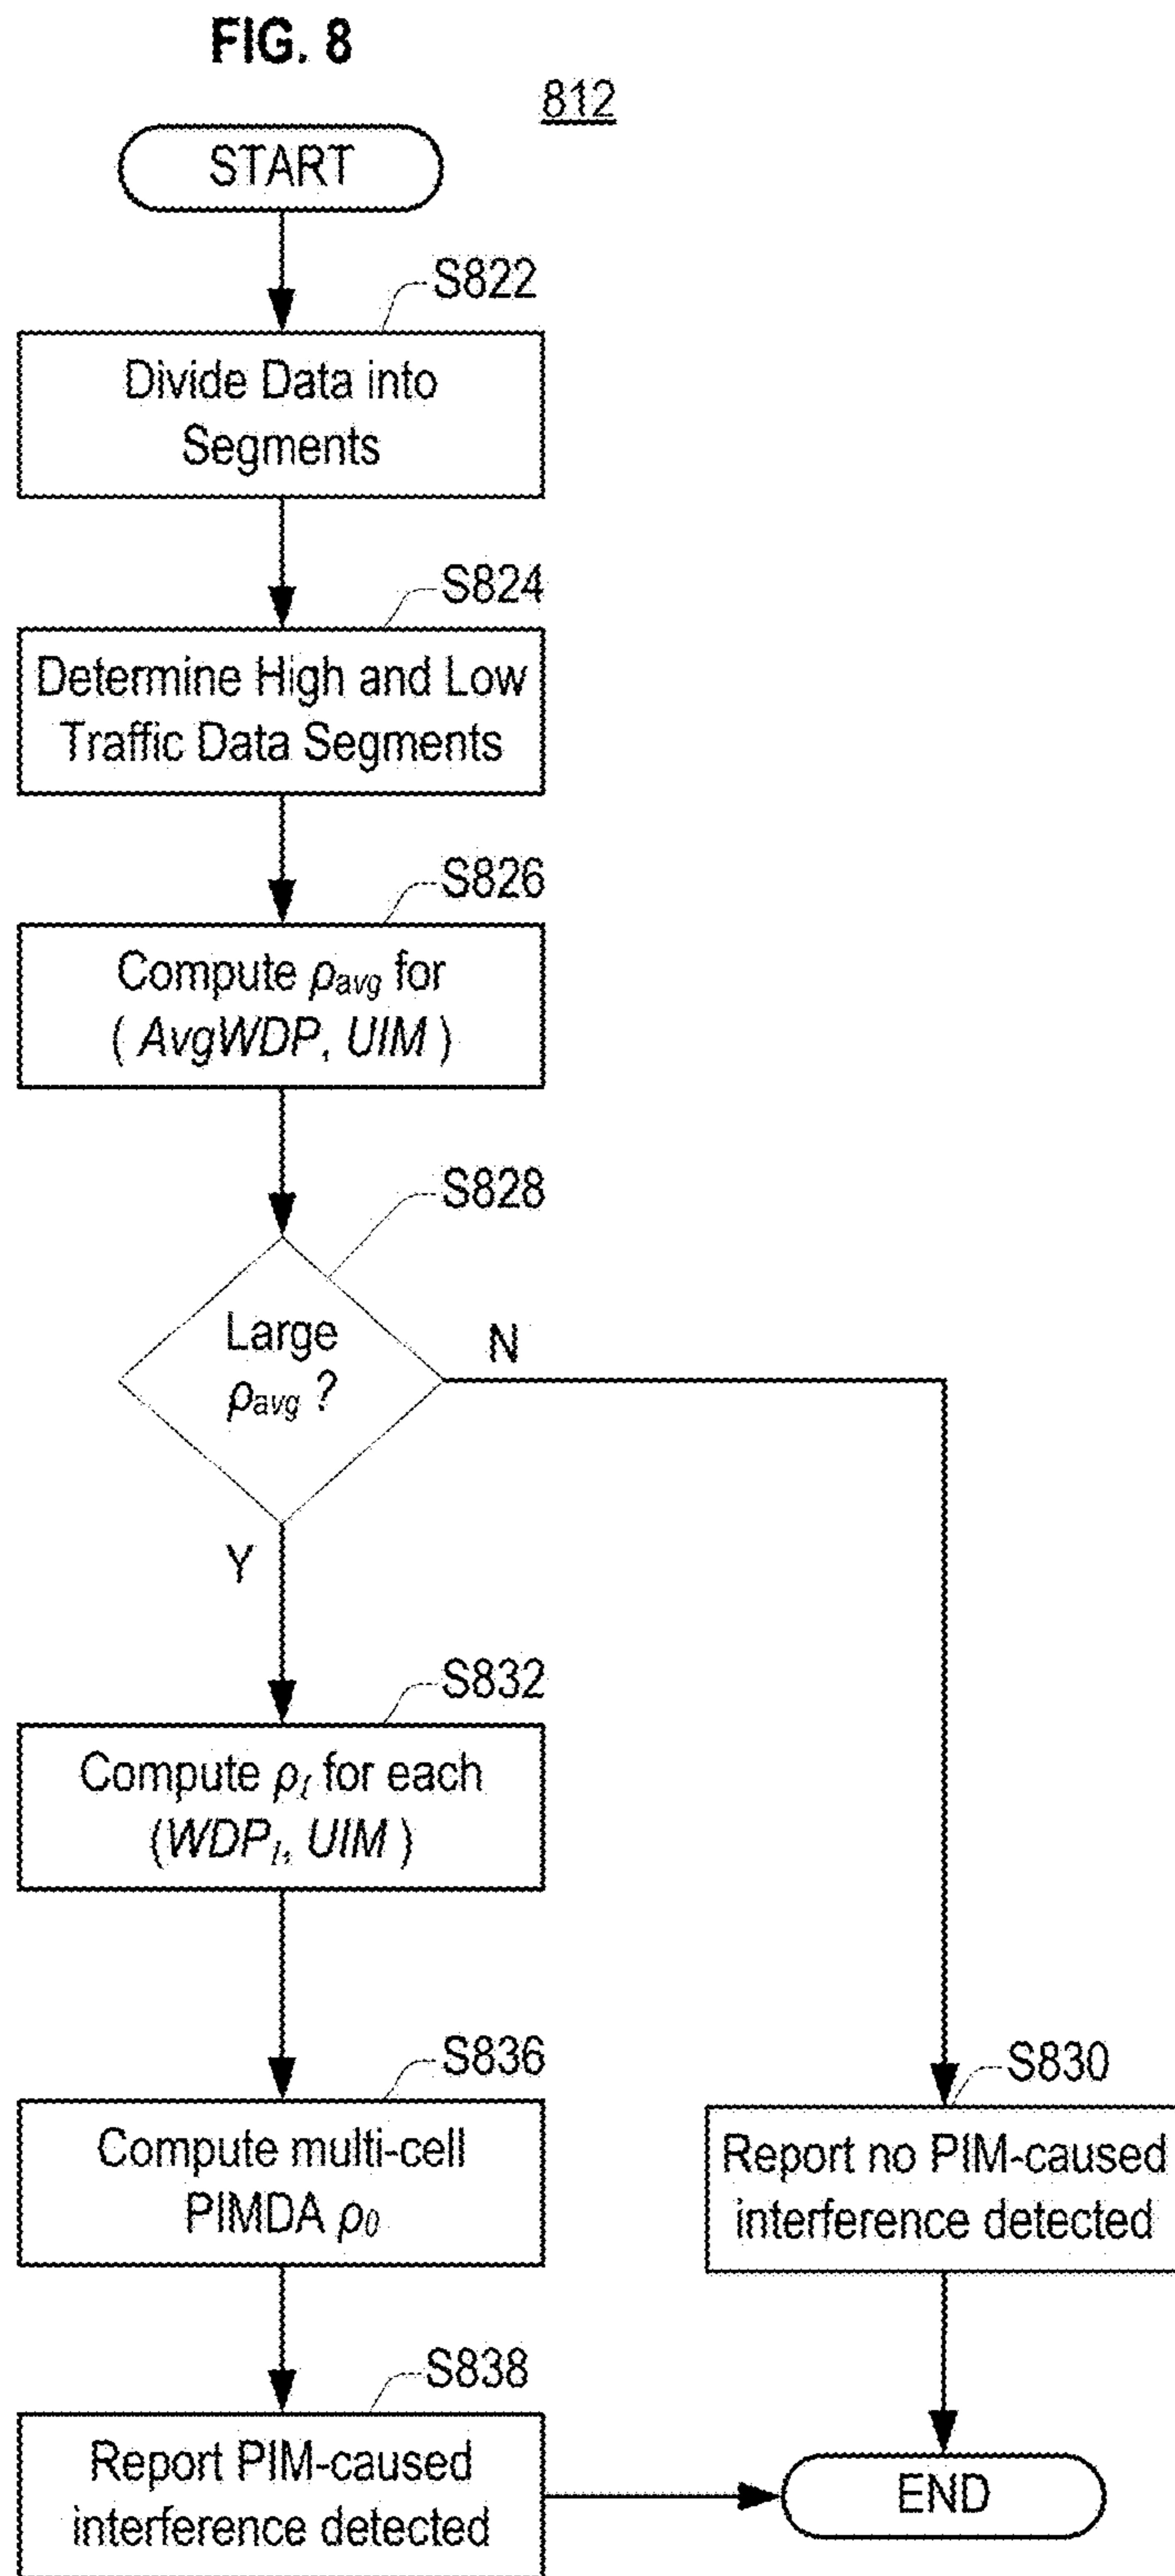 FIG. 8
812
START
S822
Divide Data into
Segments
S824
Determine High and Low
Traffic Data Segments
S826
Compute ρavg for
( AvgWDP, UIM )
S828
Large
ρavg ?
N
Y
S832
Compute ρl for each
(WDPl, UIM )
S836
Compute multi-cell
PIMDA ρ0
S830
Report no PIM-caused
interference detected
S838
Report PIM-caused
interference detected
END